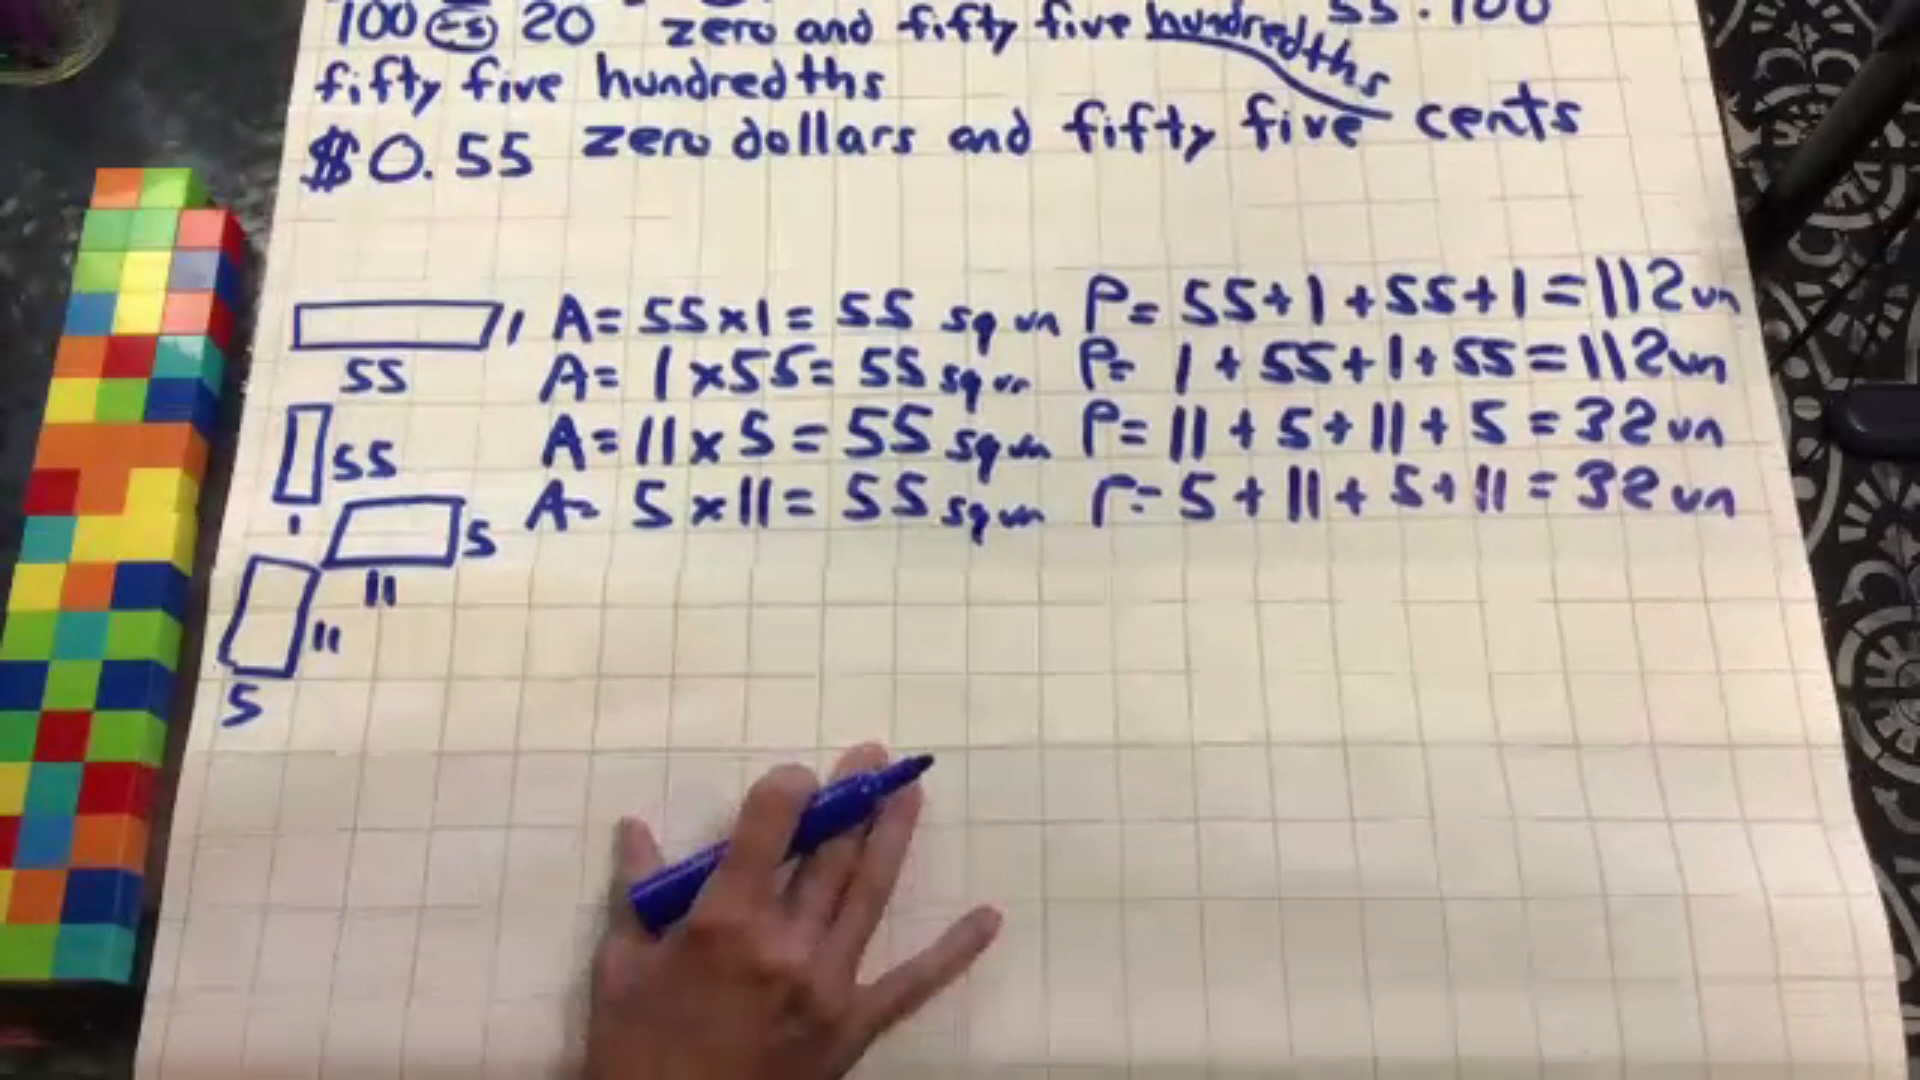 100 20 zero and fifty five hundredths 55.100
fifty five hundredths
$0.55 zero dollars and fifty five cents
1 A= 55x1= 55 sq un P= 55+1+55+1=112un
55
A= 1x55= 55 sq un P= 1+55+1+55=112un
55
A=11x5=55 sq un P=11+5+11+5=32un
1
A= 5x11= 55 sq un P= 5+11+5+11=32un
5
11
11
5